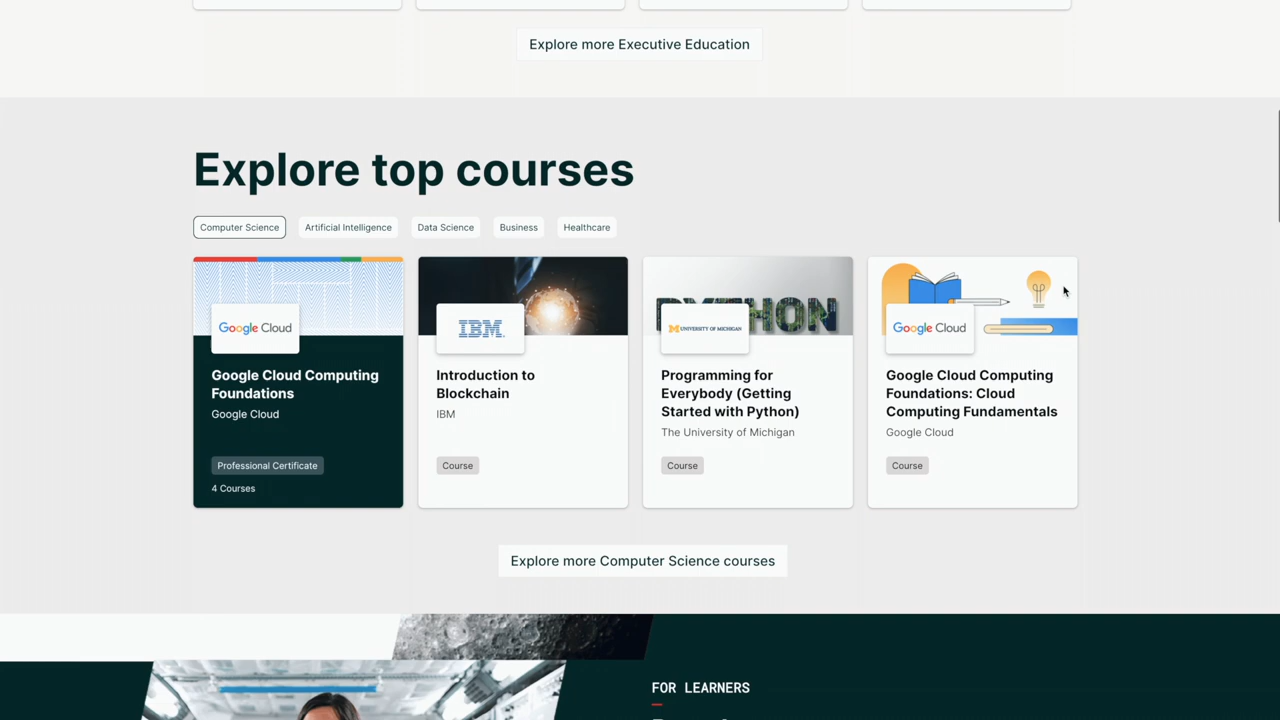 Explore more Executive Education
Explore top courses
Computer Science
Artificial Intelligence
Data Science
Business
Healthcare
Google Cloud
Google Cloud Computing
Foundations
Google Cloud
Professional Certificate
4 Courses
IBM
Introduction to
Blockchain
IBM
Course
PYTHON
UNIVERSITY OF MICHIGAN
Programming for
Everybody (Getting
Started with Python)
The University of Michigan
Course
Google Cloud
Google Cloud Computing
Foundations: Cloud
Computing Fundamentals
Google Cloud
Course
Explore more Computer Science courses
FOR LEARNERS